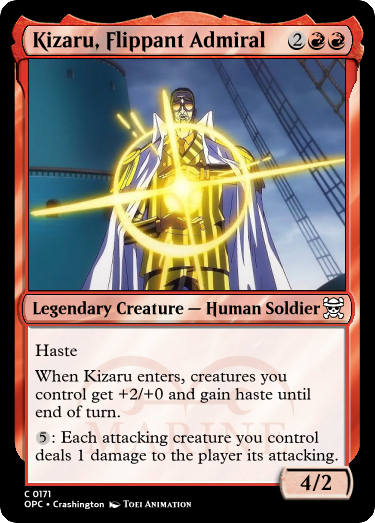 Kizaru, Flippant Admiral 2
Legendary Creature — Human Soldier
Haste
When Kizaru enters, creatures you
control get +2/+0 and gain haste until
end of turn.
5: Each attacking creature you control
deals 1 damage to the player its attacking.
MARINE
4/2
C 0171
OPC • Crashington TOEI ANIMATION